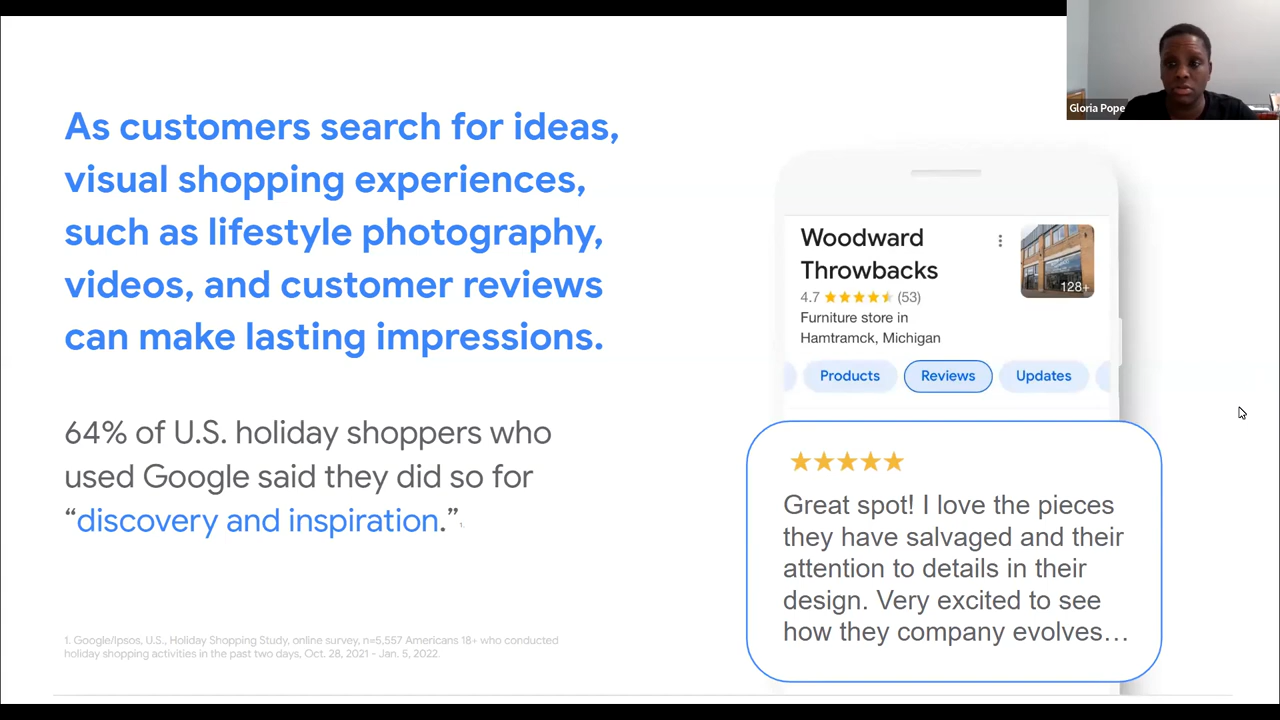 Gloria Pope
As customers search for ideas,
visual shopping experiences,
such as lifestyle photography,
videos, and customer reviews
can make lasting impressions.
64% of U.S. holiday shoppers who
used Google said they did so for
“discovery and inspiration.” 1.
1. Google/Ipsos, U.S., Holiday Shopping Study, online survey, n=5,557 Americans 18+ who conducted
holiday shopping activities in the past two days, Oct. 28, 2021 - Jan. 5, 2022.
Woodward
Throwbacks
128+
4.7 ★★★★★ (53)
Furniture store in
Hamtramck, Michigan
Products Reviews Updates
★★★★★
Great spot! I love the pieces
they have salvaged and their
attention to details in their
design. Very excited to see
how they company evolves…